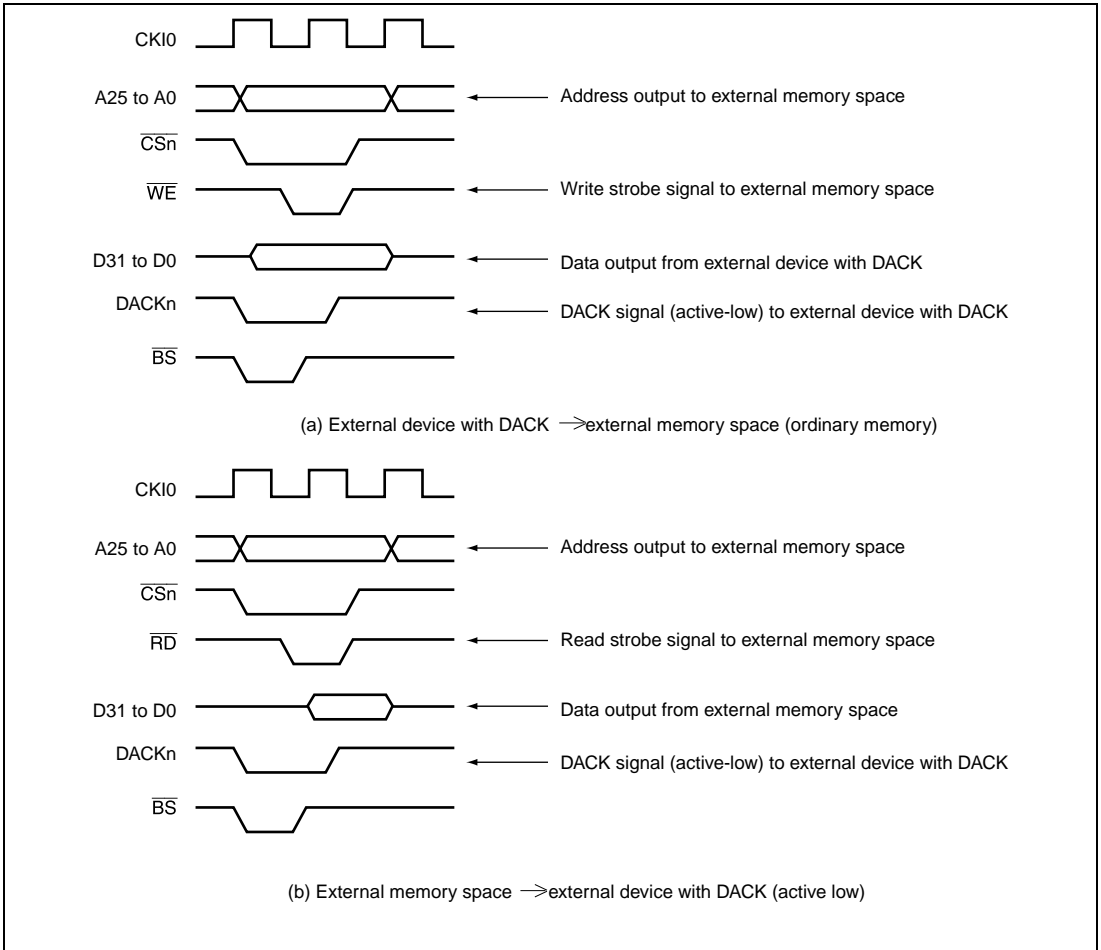 CKI0
A25 to A0 Address output to external memory space
CSn
WE Write strobe signal to external memory space
D31 to D0 Data output from external device with DACK
DACKn DACK signal (active-low) to external device with DACK
BS
(a) External device with DACK → external memory space (ordinary memory)
CKI0
A25 to A0 Address output to external memory space
CSn
RD Read strobe signal to external memory space
D31 to D0 Data output from external memory space
DACKn DACK signal (active-low) to external device with DACK
BS
(b) External memory space → external device with DACK (active low)